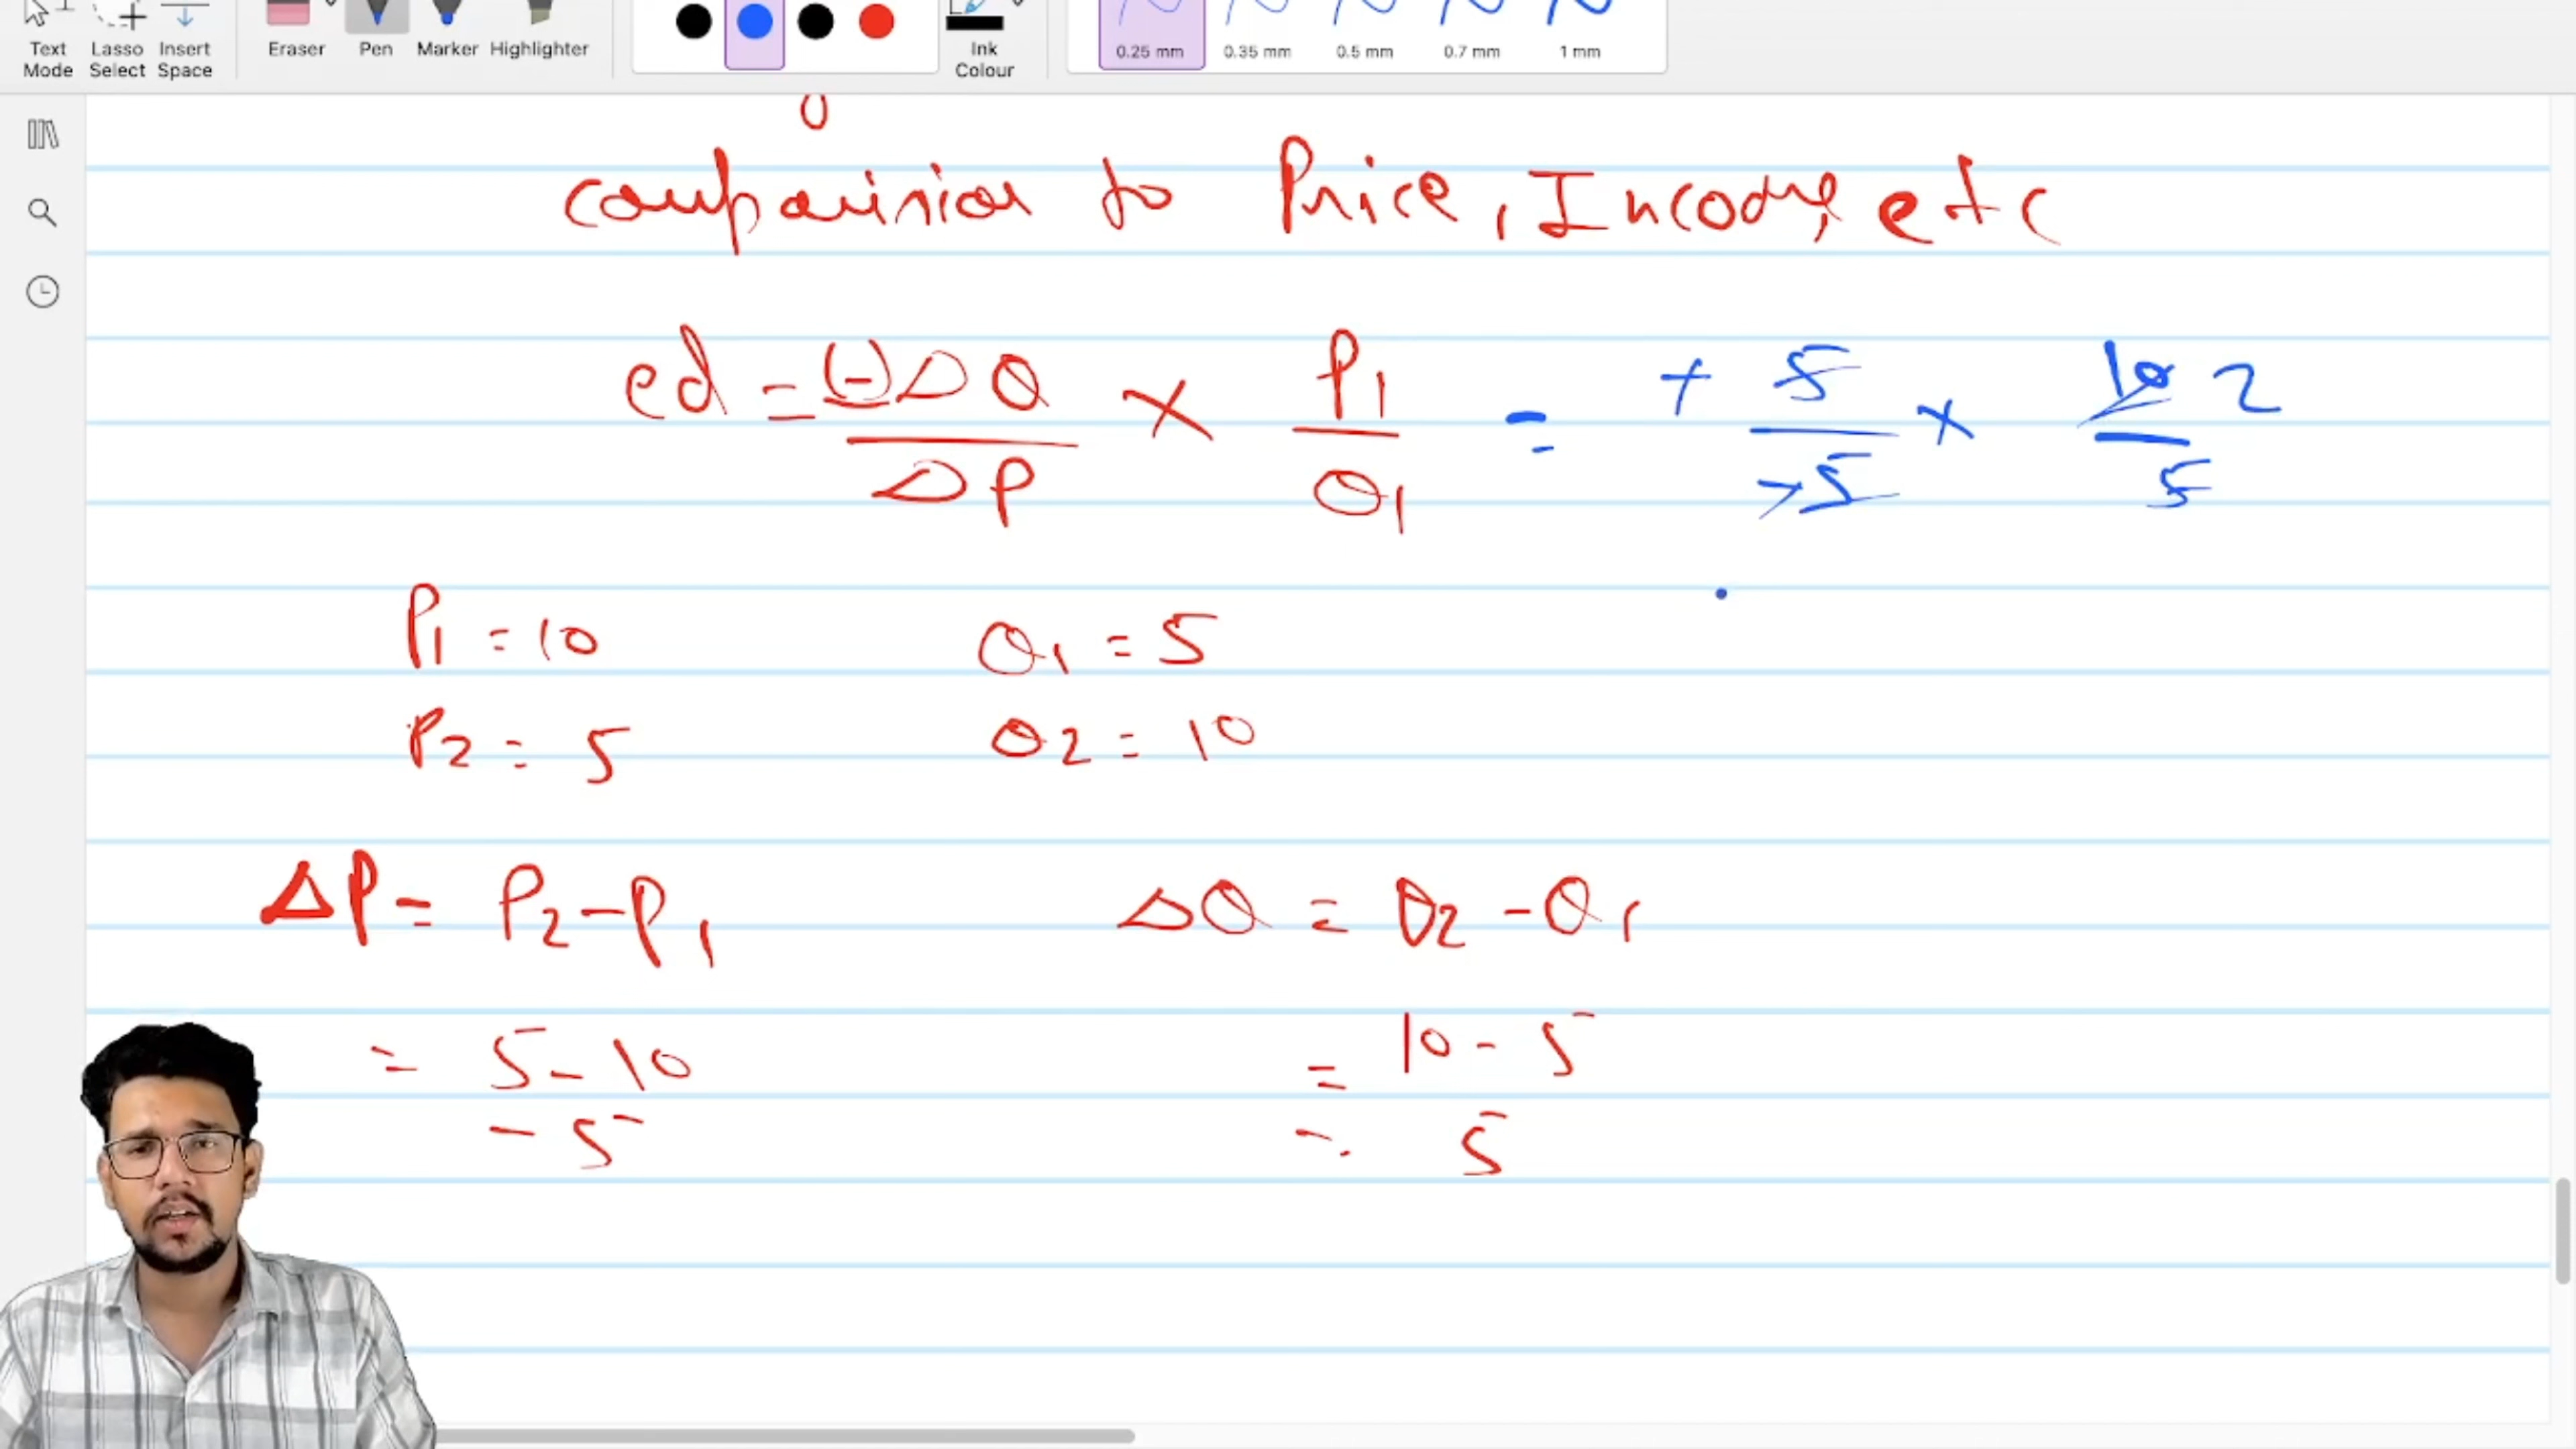 Text Mode Lasso Select Insert Space Eraser Pen Marker Highlighter Ink Colour 0.25 mm 0.35 mm 0.5 mm 0.7 mm 1 mm
to Price, Income, etc
ed = (-)ΔQ/ΔP × P1/Q1 = + 5/-5 × 10/5 2
P1 = 10 Q1 = 5
P2 = 5 Q2 = 10
ΔP = P2-P1 ΔQ = Q2-Q1
= 5-10 = 10-5
-5 = 5